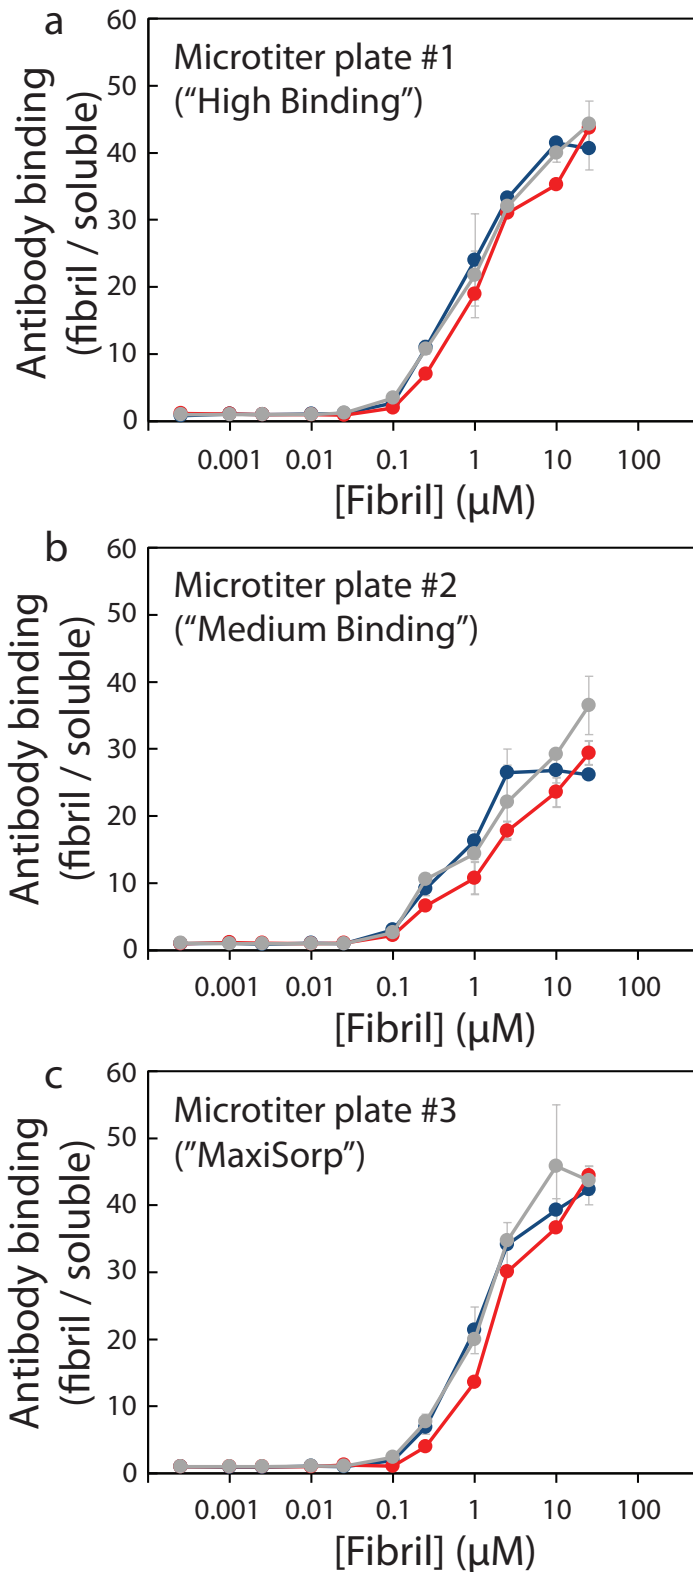 a
Antibody binding
(fibril / soluble)
60
50
40
30
20
10
0
Microtiter plate #1
(“High Binding”)
0.001 0.01 0.1 1 10 100
[Fibril] (μM)
b
Antibody binding
(fibril / soluble)
60
50
40
30
20
10
0
Microtiter plate #2
(“Medium Binding”)
0.001 0.01 0.1 1 10 100
[Fibril] (μM)
c
Antibody binding
(fibril / soluble)
60
50
40
30
20
10
0
Microtiter plate #3
(”MaxiSorp”)
0.001 0.01 0.1 1 10 100
[Fibril] (μM)